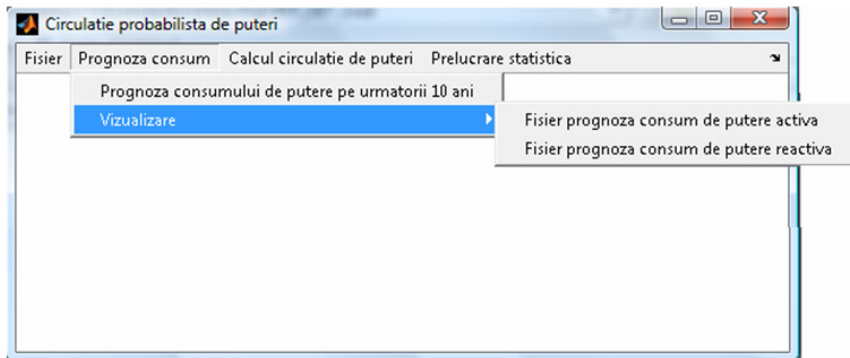 Circulatie probabilista de puteri
Fisier Prognoza consum Calcul circulatie de puteri Prelucrare statistica
Prognoza consumului de putere pe urmatorii 10 ani
Vizualizare
Fisier prognoza consum de putere activa
Fisier prognoza consum de putere reactiva